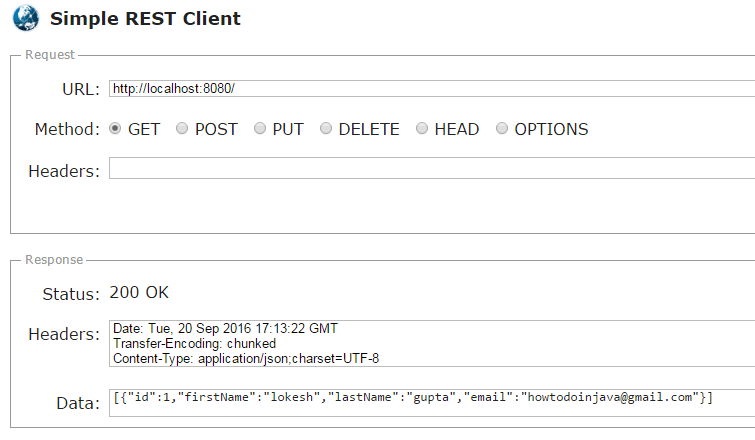 Simple REST Client
Request
URL: http://localhost:8080/
Method: GET POST PUT DELETE HEAD OPTIONS
Headers:
Response
Status: 200 OK
Headers: Date: Tue, 20 Sep 2016 17:13:22 GMT
Transfer-Encoding: chunked
Content-Type: application/json;charset=UTF-8
Data: [{"id":1,"firstName":"lokesh","lastName":"gupta","email":"howtodoinjava@gmail.com"}]